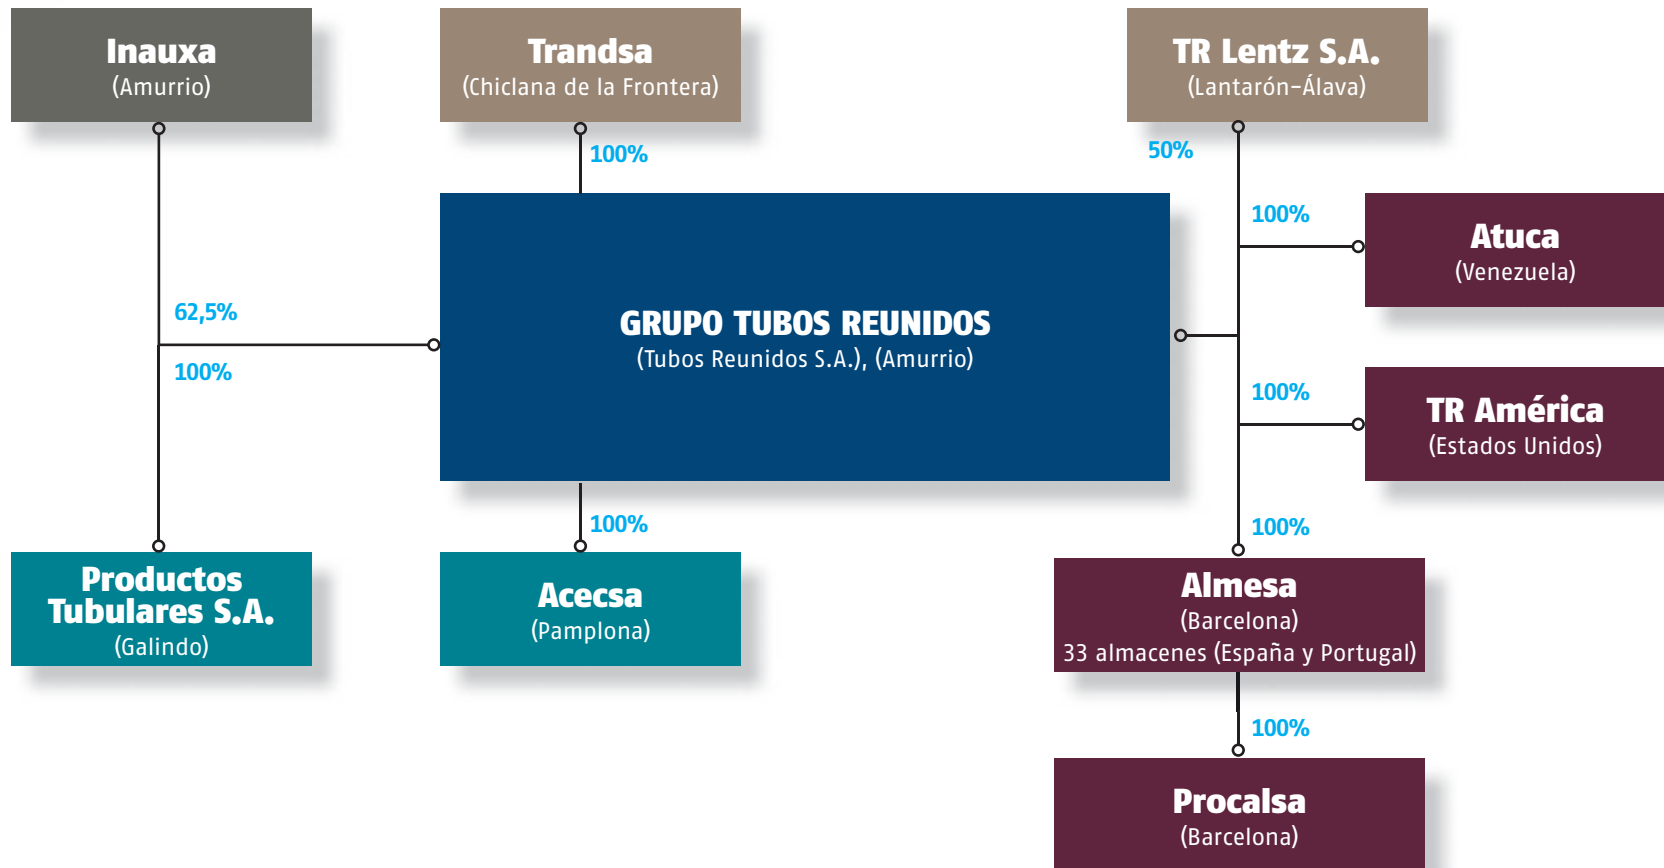 Inauxa
(Amurrio)
Trandsa
(Chiclana de la Frontera)
TR Lentz S.A.
(Lantarón-Álava)
100%
50%
100%
Atuca
(Venezuela)
62,5%
100%
GRUPO TUBOS REUNIDOS
(Tubos Reunidos S.A.), (Amurrio)
100%
TR América
(Estados Unidos)
100%
100%
Productos
Tubulares S.A.
(Galindo)
Acecsa
(Pamplona)
Almesa
(Barcelona)
33 almacenes (España y Portugal)
100%
Procalsa
(Barcelona)